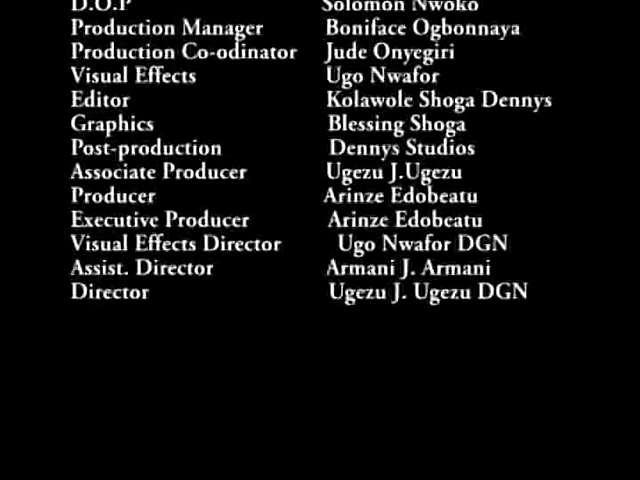 D.O.P Solomon Nwoko
Production Manager Boniface Ogbonnaya
Production Co-odinator Jude Onyegiri
Visual Effects Ugo Nwafor
Editor Kolawole Shoga Dennys
Graphics Blessing Shoga
Post-production Dennys Studios
Associate Producer Ugezu J.Ugezu
Producer Arinze Edobeatu
Executive Producer Arinze Edobeatu
Visual Effects Director Ugo Nwafor DGN
Assist. Director Armani J. Armani
Director Ugezu J. Ugezu DGN